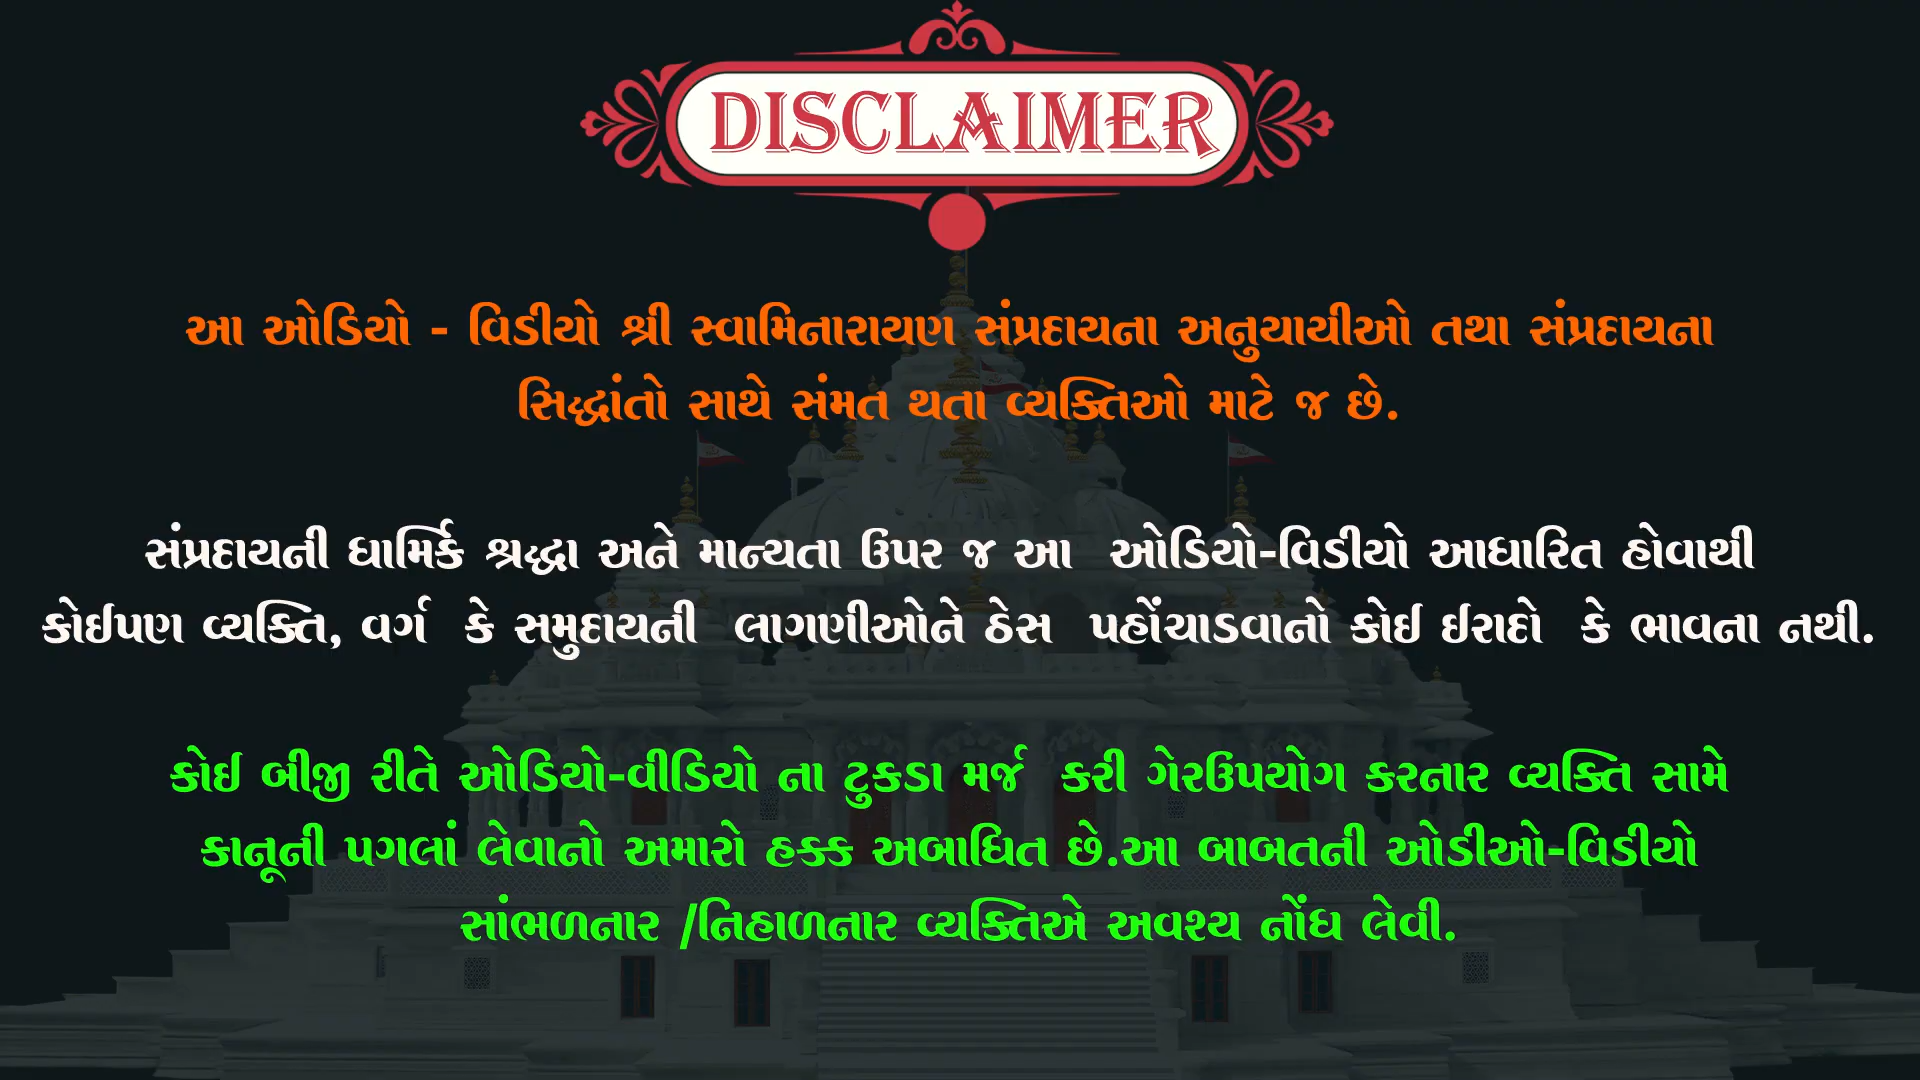 DISCLAIMER
આ ઓડિયો - વિડીયો શ્રી સ્વામિનારાયણ સંપ્રદાયના અનુયાયીઓ તથા સંપ્રદાયના
સિદ્ધાંતો સાથે સંમત થતા વ્યક્તિઓ માટે જ છે.
સંપ્રદાયની ધાર્મિક શ્રદ્ધા અને માન્યતા ઉપર જ આ ઓડિયો-વિડીયો આધારિત હોવાથી
કોઈપણ વ્યક્તિ, વર્ગ કે સમુદાયની લાગણીઓને ઠેસ પહોંચાડવાનો કોઈ ઈરાદો કે ભાવના નથી.
કોઈ બીજી રીતે ઓડિયો-વીડિયો ના ટુકડા મર્જ કરી ગેરઉપયોગ કરનાર વ્યક્તિ સામે
કાનૂની પગલાં લેવાનો અમારો હક્ક અબાધિત છે.આ બાબતની ઓડીઓ-વિડીયો
સાંભળનાર /નિહાળનાર વ્યક્તિએ અવશ્ય નોંધ લેવી.